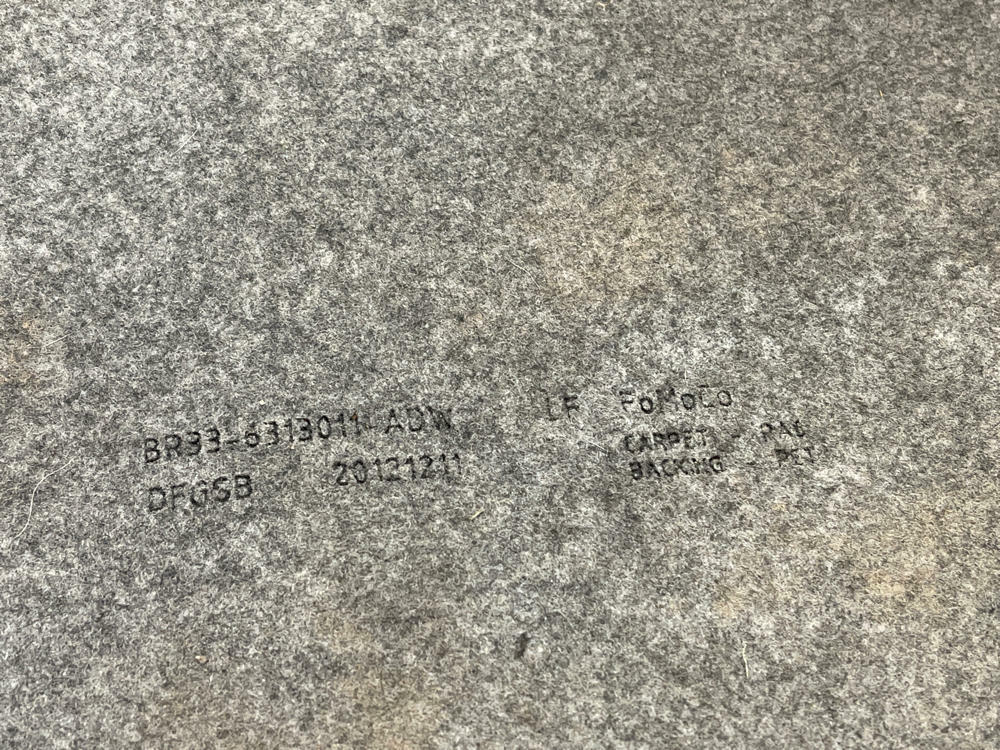 BR33-6313011-ADW LF FoMoCo
DFGSB 20121211
CARPET - PA6
BACKING - PET